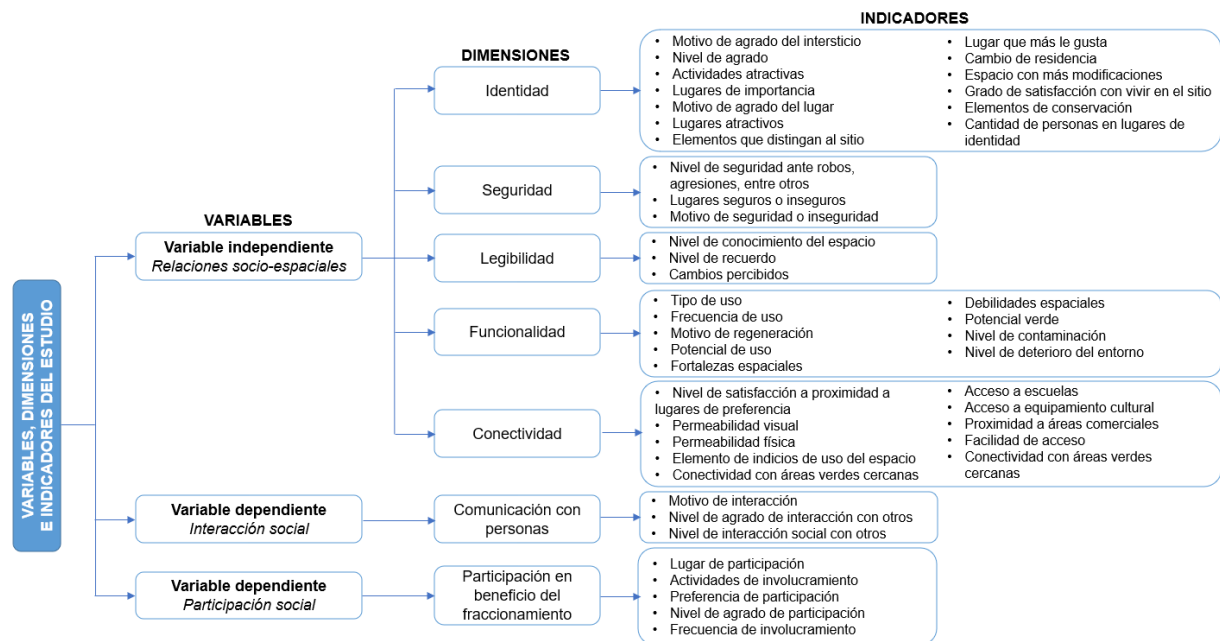 VARIABLES, DIMENSIONES
E INDICADORES DEL ESTUDIO
VARIABLES
Variable independiente
Relaciones socio-espaciales
DIMENSIONES
INDICADORES
Identidad
• Motivo de agrado del intersticio
• Nivel de agrado
• Actividades atractivas
• Lugares de importancia
• Motivo de agrado del lugar
• Lugares atractivos
• Elementos que distingan al sitio
• Lugar que más le gusta
• Cambio de residencia
• Espacio con más modificaciones
• Grado de satisfacción con vivir en el sitio
• Elementos de conservación
• Cantidad de personas en lugares de
identidad
Seguridad
• Nivel de seguridad ante robos,
agresiones, entre otros
• Lugares seguros o inseguros
• Motivo de seguridad o inseguridad
Legibilidad
• Nivel de conocimiento del espacio
• Nivel de recuerdo
• Cambios percibidos
Funcionalidad
• Tipo de uso
• Frecuencia de uso
• Motivo de regeneración
• Potencial de uso
• Fortalezas espaciales
• Debilidades espaciales
• Potencial verde
• Nivel de contaminación
• Nivel de deterioro del entorno
Conectividad
• Nivel de satisfacción a proximidad a
lugares de preferencia
• Permeabilidad visual
• Permeabilidad física
• Elemento de indicios de uso del espacio
• Conectividad con áreas verdes cercanas
• Acceso a escuelas
• Acceso a equipamiento cultural
• Proximidad a áreas comerciales
• Facilidad de acceso
• Conectividad con áreas verdes
cercanas
Variable dependiente
Interacción social
Comunicación con
personas
• Motivo de interacción
• Nivel de agrado de interacción con otros
• Nivel de interacción social con otros
Variable dependiente
Participación social
Participación en
beneficio del
fraccionamiento
• Lugar de participación
• Actividades de involucramiento
• Preferencia de participación
• Nivel de agrado de participación
• Frecuencia de involucramiento